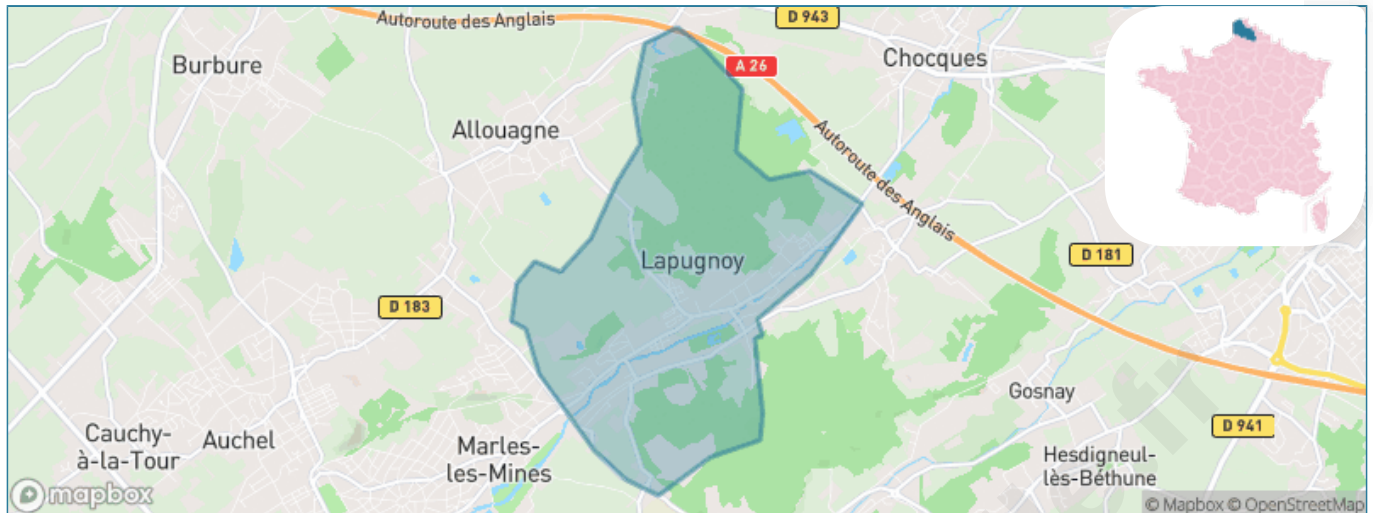 Autoroute des Anglais
D 943
Burbure
Chocques
A 26
Allouagne
Autoroute des Anglais
Lapugnoy
D 181
D 183
Gosnay
Cauchy-
à-la-Tour
Auchel
Marles-
les-Mines
D 941
Hesdigneul-
lès-Béthune
mapbox
© Mapbox © OpenStreetMap